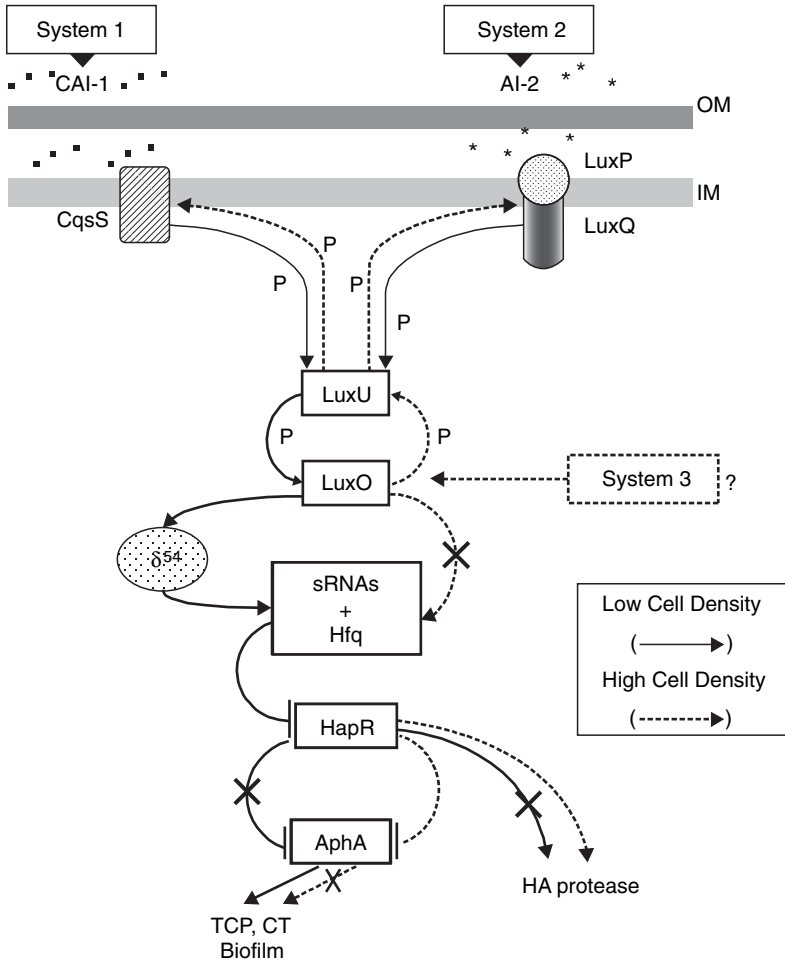 System 1
System 2
CAI-1
AI-2
OM
LuxP
IM
CqsS
LuxQ
P
P
P
P
LuxU
P
P
LuxO
System 3
?
δ54
sRNAs
+
Hfq
Low Cell Density
( )
High Cell Density
( )
HapR
AphA
HA protease
TCP, CT
Biofilm